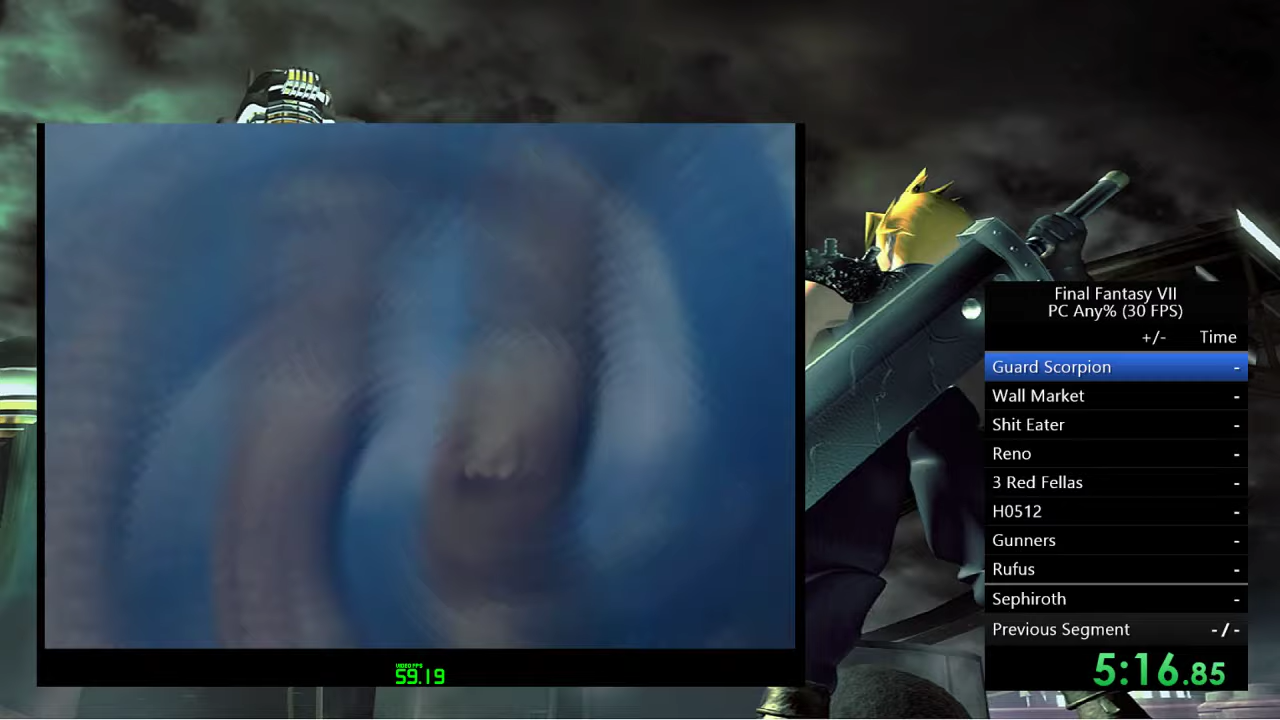 Final Fantasy VII
PC Any% (30 FPS)
+/- Time
Guard Scorpion -
Wall Market -
Shit Eater -
Reno -
3 Red Fellas -
H0512 -
Gunners -
Rufus -
Sephiroth -
Previous Segment - / -
5:16.85
VIDEO FPS
59.19